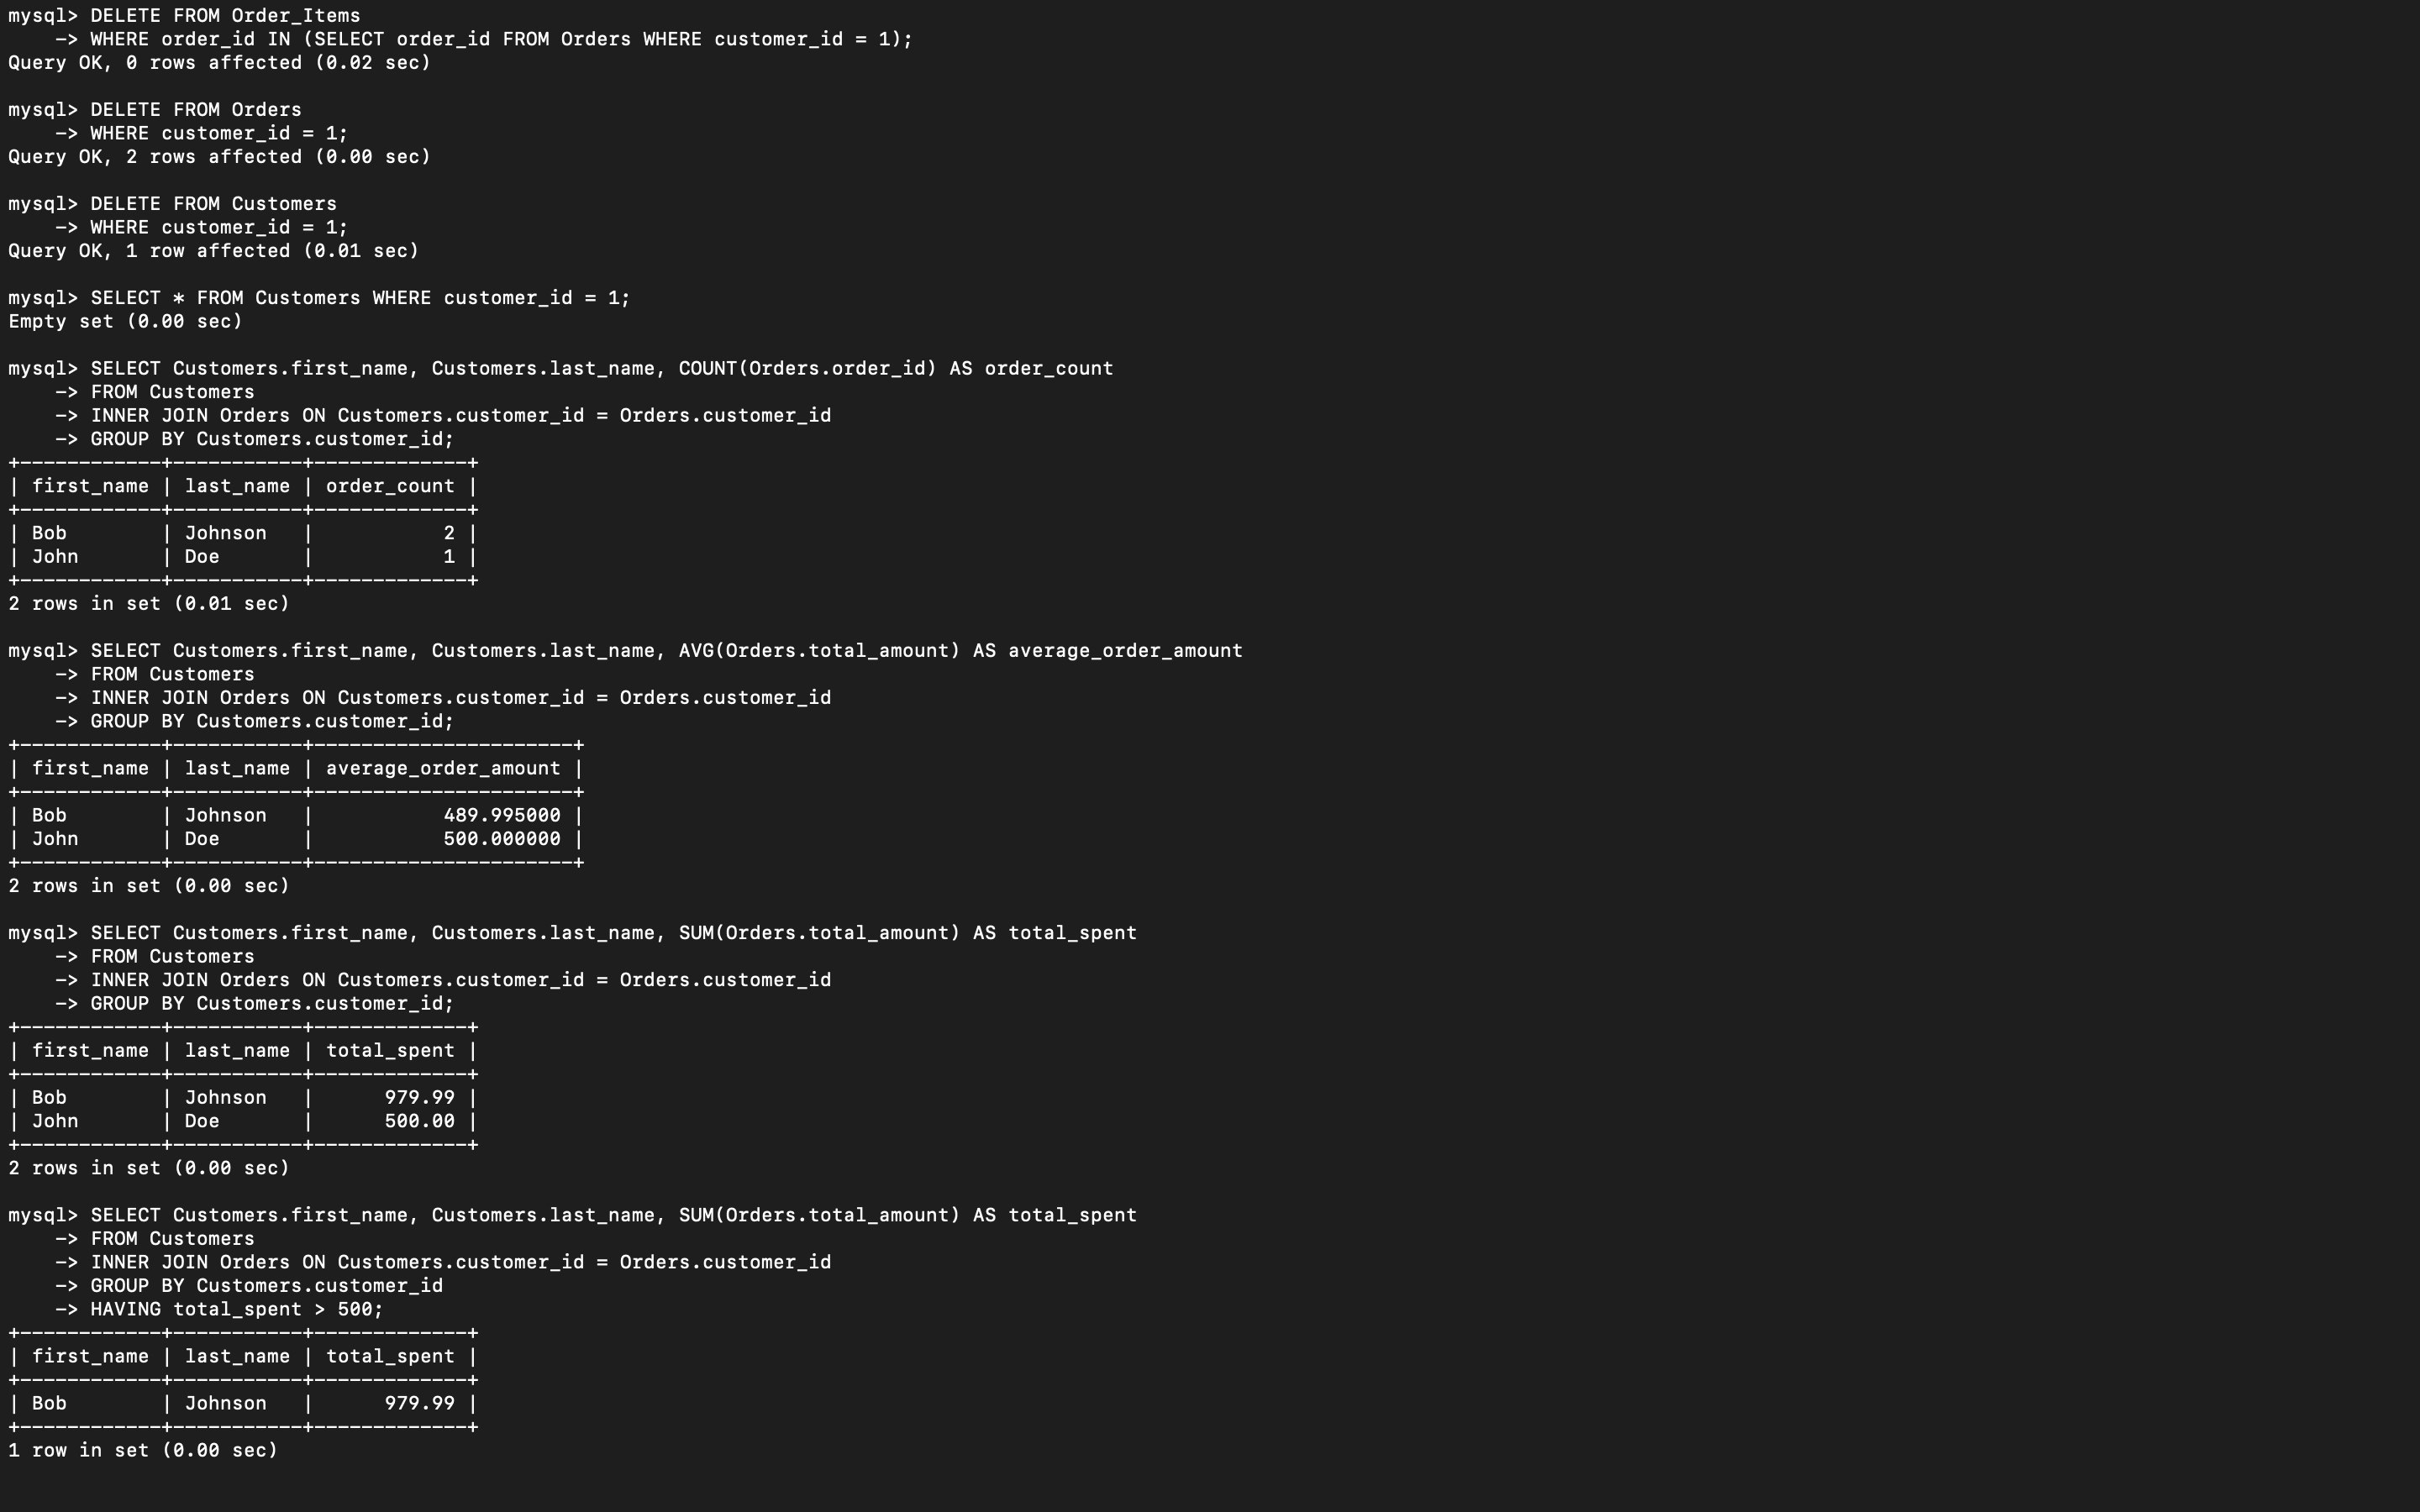 mysql> DELETE FROM Order_Items
    -> WHERE order_id IN (SELECT order_id FROM Orders WHERE customer_id = 1);
Query OK, 0 rows affected (0.02 sec)

mysql> DELETE FROM Orders
    -> WHERE customer_id = 1;
Query OK, 2 rows affected (0.00 sec)

mysql> DELETE FROM Customers
    -> WHERE customer_id = 1;
Query OK, 1 row affected (0.01 sec)

mysql> SELECT * FROM Customers WHERE customer_id = 1;
Empty set (0.00 sec)

mysql> SELECT Customers.first_name, Customers.last_name, COUNT(Orders.order_id) AS order_count
    -> FROM Customers
    -> INNER JOIN Orders ON Customers.customer_id = Orders.customer_id
    -> GROUP BY Customers.customer_id;
+------------+-----------+-------------+
| first_name | last_name | order_count |
+------------+-----------+-------------+
| Bob        | Johnson   |           2 |
| John       | Doe       |           1 |
+------------+-----------+-------------+
2 rows in set (0.01 sec)

mysql> SELECT Customers.first_name, Customers.last_name, AVG(Orders.total_amount) AS average_order_amount
    -> FROM Customers
    -> INNER JOIN Orders ON Customers.customer_id = Orders.customer_id
    -> GROUP BY Customers.customer_id;
+------------+-----------+----------------------+
| first_name | last_name | average_order_amount |
+------------+-----------+----------------------+
| Bob        | Johnson   |           489.995000 |
| John       | Doe       |           500.000000 |
+------------+-----------+----------------------+
2 rows in set (0.00 sec)

mysql> SELECT Customers.first_name, Customers.last_name, SUM(Orders.total_amount) AS total_spent
    -> FROM Customers
    -> INNER JOIN Orders ON Customers.customer_id = Orders.customer_id
    -> GROUP BY Customers.customer_id;
+------------+-----------+-------------+
| first_name | last_name | total_spent |
+------------+-----------+-------------+
| Bob        | Johnson   |      979.99 |
| John       | Doe       |      500.00 |
+------------+-----------+-------------+
2 rows in set (0.00 sec)

mysql> SELECT Customers.first_name, Customers.last_name, SUM(Orders.total_amount) AS total_spent
    -> FROM Customers
    -> INNER JOIN Orders ON Customers.customer_id = Orders.customer_id
    -> GROUP BY Customers.customer_id
    -> HAVING total_spent > 500;
+------------+-----------+-------------+
| first_name | last_name | total_spent |
+------------+-----------+-------------+
| Bob        | Johnson   |      979.99 |
+------------+-----------+-------------+
1 row in set (0.00 sec)